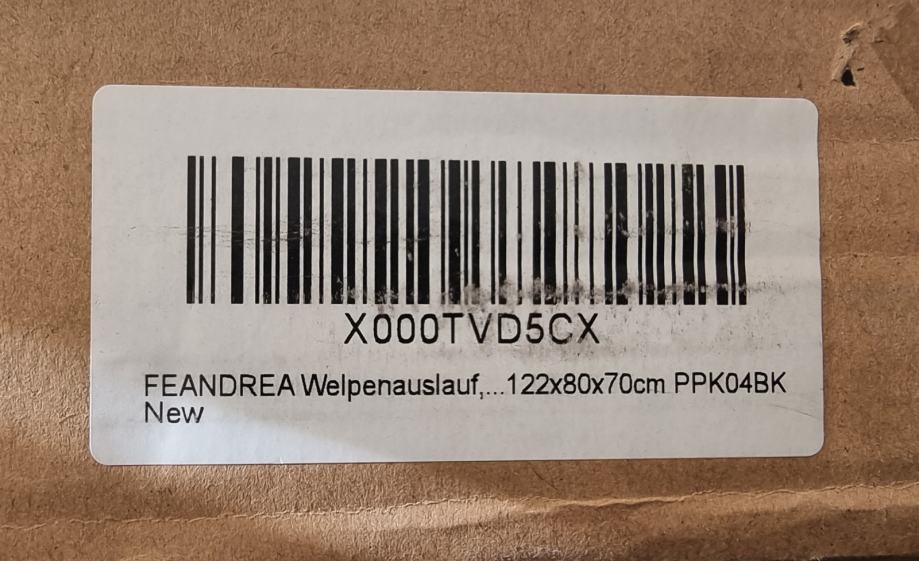 X000TVD5CX
FEANDREA Welpenauslauf,...122x80x70cm PPK04BK
New